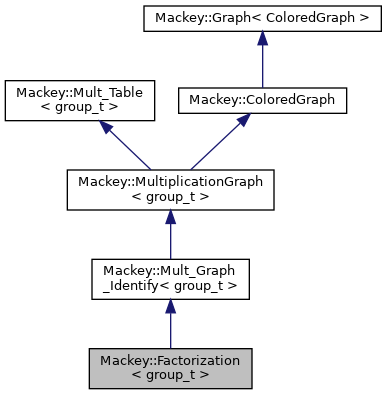 Mackey::Graph< ColoredGraph >
Mackey::Mult_Table
< group_t >
Mackey::ColoredGraph
Mackey::MultiplicationGraph
< group_t >
Mackey::Mult_Graph
_Identify< group_t >
Mackey::Factorization
< group_t >